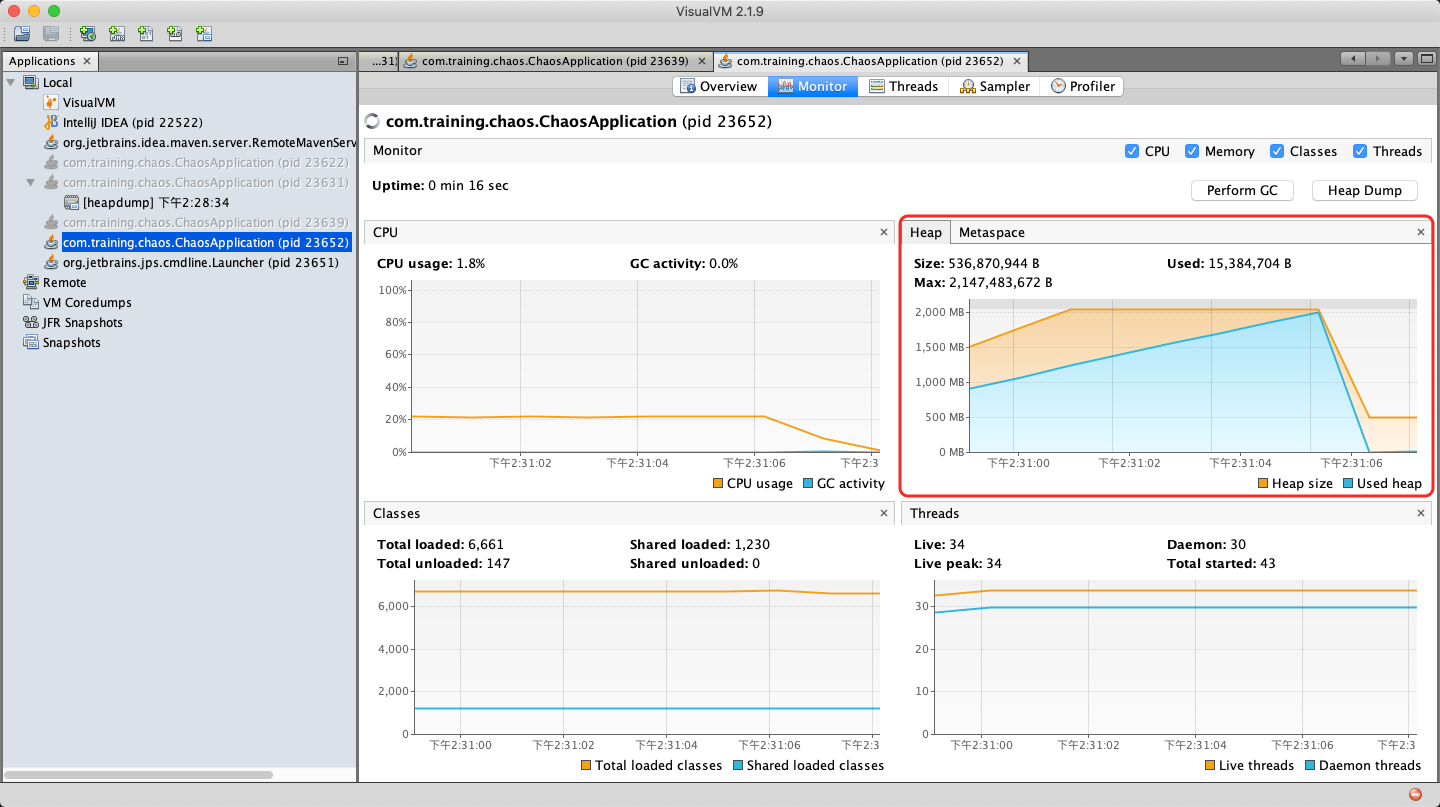 VisualVM 2.1.9
Applications
...31)
com.training.chaos.ChaosApplication (pid 23639)
com.training.chaos.ChaosApplication (pid 23652)
Local
VisualVM
IntelliJ IDEA (pid 22522)
org.jetbrains.idea.maven.server.RemoteMavenServ
com.training.chaos.ChaosApplication (pid 23622)
com.training.chaos.ChaosApplication (pid 23631)
[heapdump] 下午2:28:34
com.training.chaos.ChaosApplication (pid 23639)
com.training.chaos.ChaosApplication (pid 23652)
org.jetbrains.jps.cmdline.Launcher (pid 23651)
Remote
VM Coredumps
JFR Snapshots
Snapshots
Overview Monitor Threads Sampler Profiler
com.training.chaos.ChaosApplication (pid 23652)
Monitor
CPU Memory Classes Threads
Uptime: 0 min 16 sec
Perform GC Heap Dump
CPU
CPU usage: 1.8% GC activity: 0.0%
100%
80%
60%
40%
20%
0%
下午2:31:02 下午2:31:04 下午2:31:06 下午2:3
CPU usage GC activity
Heap Metaspace
Size: 536,870,944 B Used: 15,384,704 B
Max: 2,147,483,672 B
2,000 MB
1,500 MB
1,000 MB
500 MB
0 MB
下午2:31:00 下午2:31:02 下午2:31:04 下午2:31:06
Heap size Used heap
Classes
Total loaded: 6,661 Shared loaded: 1,230
Total unloaded: 147 Shared unloaded: 0
6,000
4,000
2,000
0
下午2:31:00 下午2:31:02 下午2:31:04 下午2:31:06 下午2:3
Total loaded classes Shared loaded classes
Threads
Live: 34 Daemon: 30
Live peak: 34 Total started: 43
30
20
10
0
下午2:31:00 下午2:31:02 下午2:31:04 下午2:31:06 下午2:3
Live threads Daemon threads